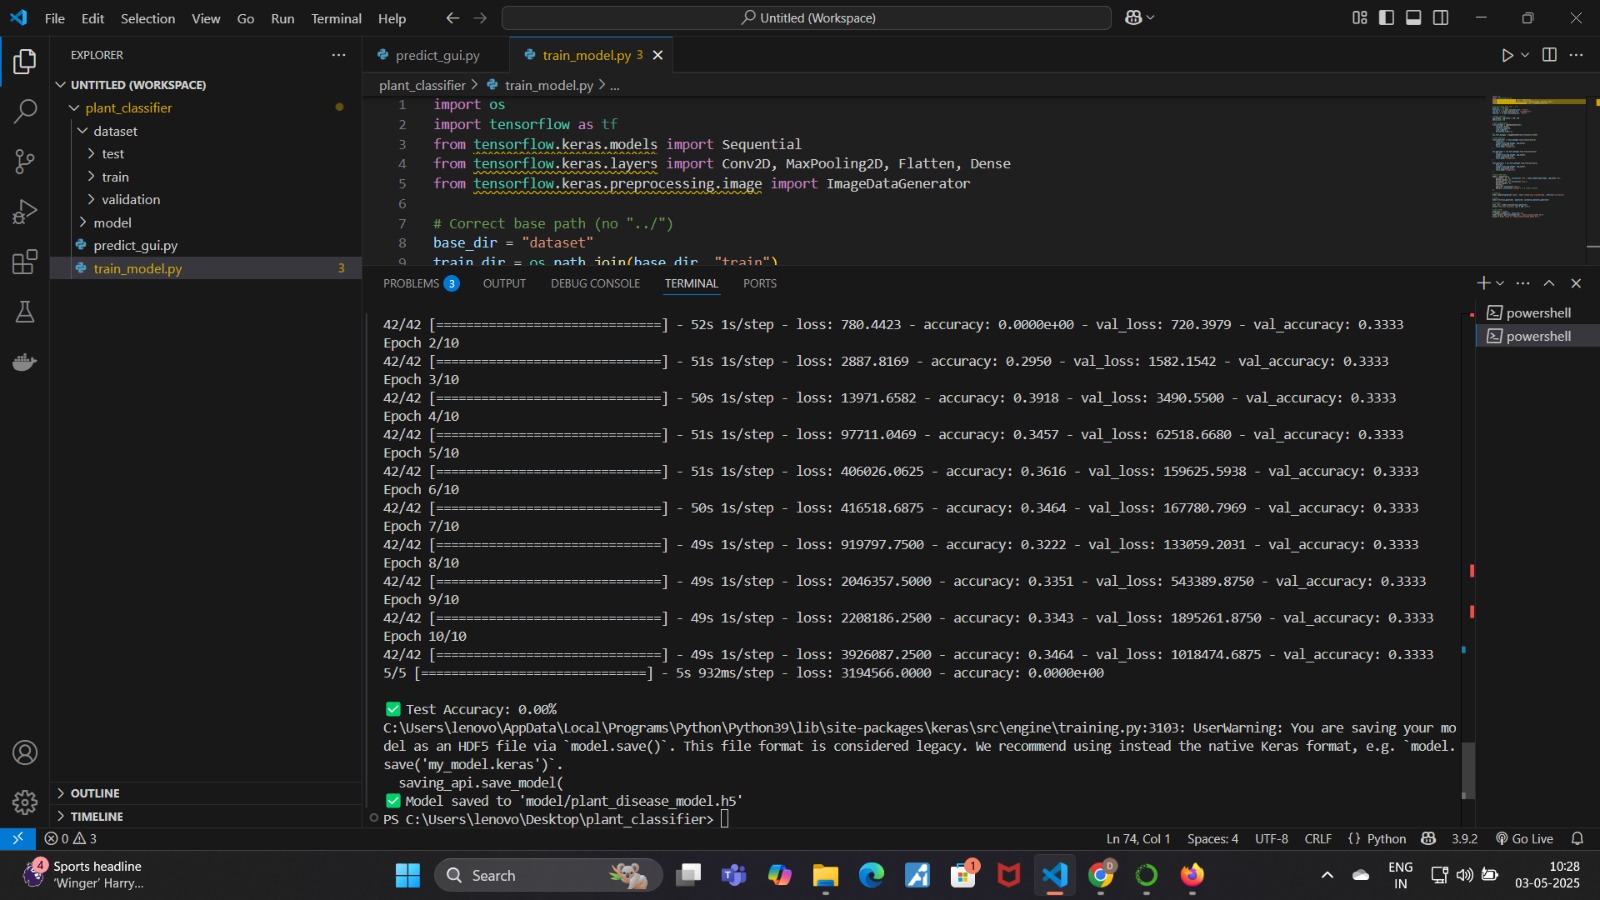 File Edit Selection View Go Run Terminal Help
Untitled (Workspace)
EXPLORER
UNTITLED (WORKSPACE)
plant_classifier
dataset
test
train
validation
model
predict_gui.py
train_model.py 3
OUTLINE
TIMELINE
predict_gui.py
train_model.py 3
plant_classifier > train_model.py > ...
1 import os
2 import tensorflow as tf
3 from tensorflow.keras.models import Sequential
4 from tensorflow.keras.layers import Conv2D, MaxPooling2D, Flatten, Dense
5 from tensorflow.keras.preprocessing.image import ImageDataGenerator
6
7 # Correct base path (no "../")
8 base_dir = "dataset"
9 train_dir = os.path.join(base_dir, "train")
PROBLEMS 3 OUTPUT DEBUG CONSOLE TERMINAL PORTS
powershell
powershell
42/42 [==============================] - 52s 1s/step - loss: 780.4423 - accuracy: 0.0000e+00 - val_loss: 720.3979 - val_accuracy: 0.3333
Epoch 2/10
42/42 [==============================] - 51s 1s/step - loss: 2887.8169 - accuracy: 0.2950 - val_loss: 1582.1542 - val_accuracy: 0.3333
Epoch 3/10
42/42 [==============================] - 50s 1s/step - loss: 13971.6582 - accuracy: 0.3918 - val_loss: 3490.5500 - val_accuracy: 0.3333
Epoch 4/10
42/42 [==============================] - 51s 1s/step - loss: 97711.0469 - accuracy: 0.3457 - val_loss: 62518.6680 - val_accuracy: 0.3333
Epoch 5/10
42/42 [==============================] - 51s 1s/step - loss: 406026.0625 - accuracy: 0.3616 - val_loss: 159625.5938 - val_accuracy: 0.3333
Epoch 6/10
42/42 [==============================] - 50s 1s/step - loss: 416518.6875 - accuracy: 0.3464 - val_loss: 167780.7969 - val_accuracy: 0.3333
Epoch 7/10
42/42 [==============================] - 49s 1s/step - loss: 919797.7500 - accuracy: 0.3222 - val_loss: 133059.2031 - val_accuracy: 0.3333
Epoch 8/10
42/42 [==============================] - 49s 1s/step - loss: 2046357.5000 - accuracy: 0.3351 - val_loss: 543389.8750 - val_accuracy: 0.3333
Epoch 9/10
42/42 [==============================] - 49s 1s/step - loss: 2208186.2500 - accuracy: 0.3343 - val_loss: 1895261.8750 - val_accuracy: 0.3333
Epoch 10/10
42/42 [==============================] - 49s 1s/step - loss: 3926087.2500 - accuracy: 0.3464 - val_loss: 1018474.6875 - val_accuracy: 0.3333
5/5 [==============================] - 5s 932ms/step - loss: 3194566.0000 - accuracy: 0.0000e+00
✅ Test Accuracy: 0.00%
C:\Users\lenovo\AppData\Local\Programs\Python\Python39\lib\site-packages\keras\src\engine\training.py:3103: UserWarning: You are saving your mo
del as an HDF5 file via `model.save()`. This file format is considered legacy. We recommend using instead the native Keras format, e.g. `model.
save('my_model.keras')`.
saving_api.save_model(
✅ Model saved to 'model/plant_disease_model.h5'
PS C:\Users\lenovo\Desktop\plant_classifier>
0 3
Ln 74, Col 1 Spaces: 4 UTF-8 CRLF {} Python 3.9.2 Go Live
4 Sports headline
'Winger' Harry...
Search
1
D
ENG
IN
10:28
03-05-2025